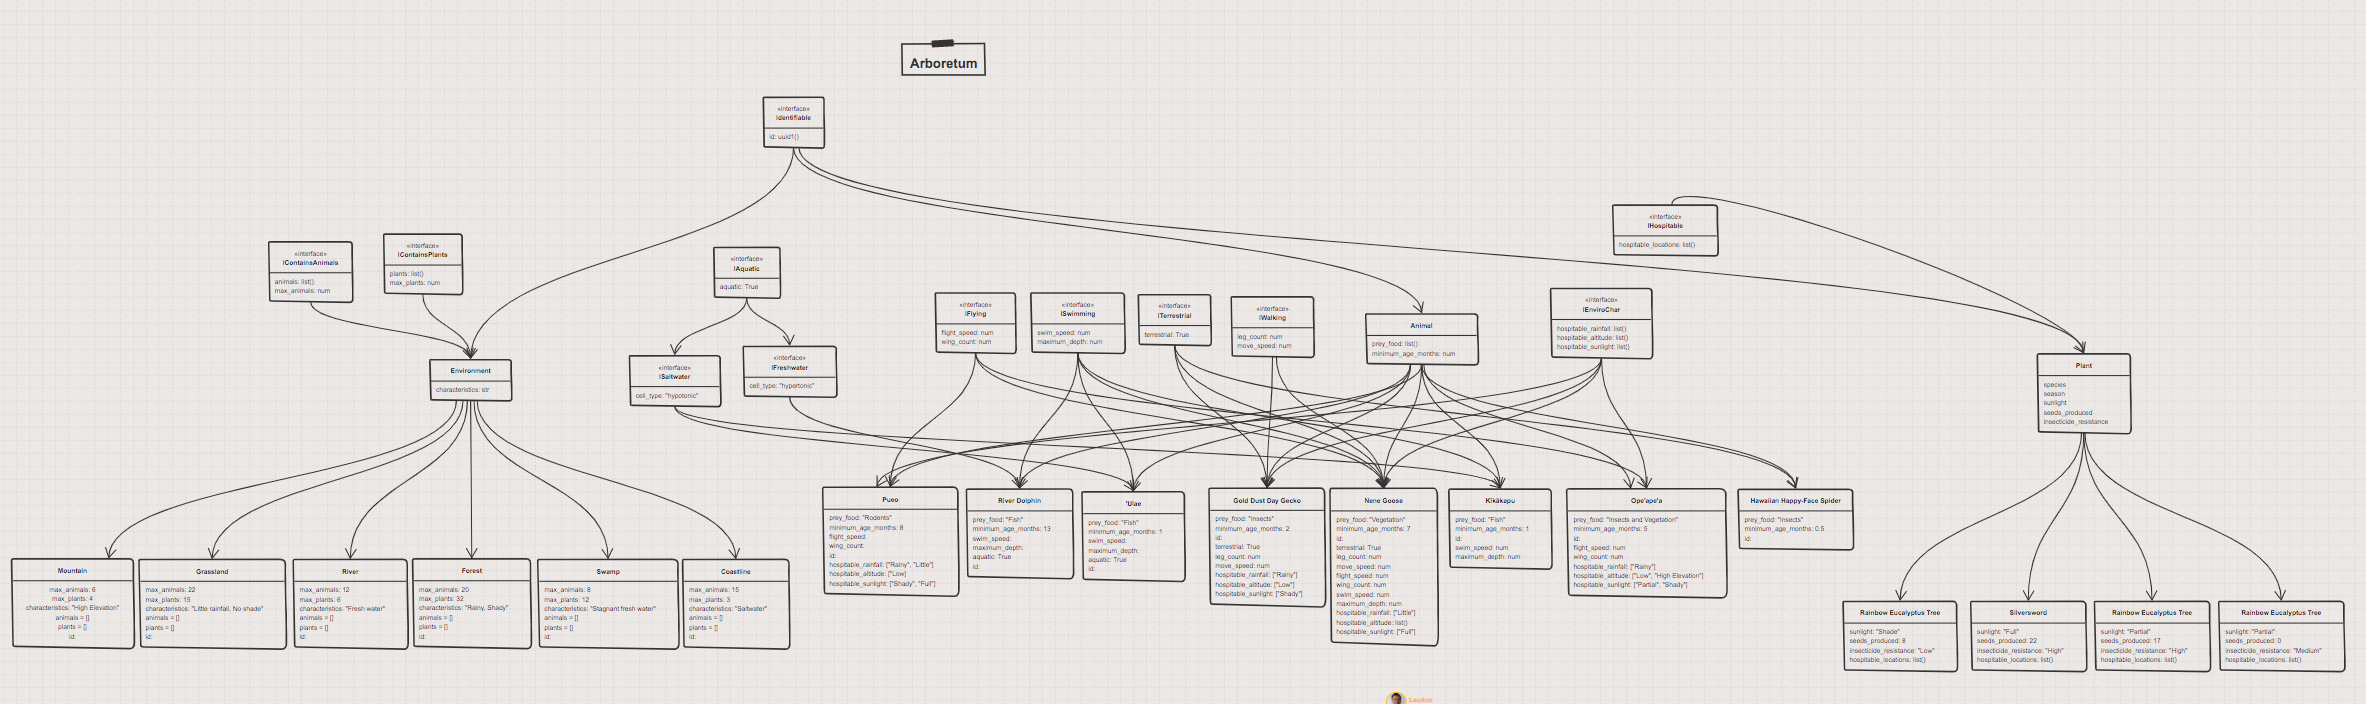 Arboretum
«interface»
IIdentifiable
id: uuid1()
«interface»
IHospitable
hospitable_locations: list()
«interface»
IContainsAnimals
animals: list()
max_animals: num
«interface»
IContainsPlants
plants: list()
max_plants: num
«interface»
IAquatic
aquatic: True
«interface»
IFlying
flight_speed: num
wing_count: num
«interface»
ISwimming
swim_speed: num
maximum_depth: num
«interface»
ITerrestrial
terrestrial: True
«interface»
IWalking
leg_count: num
move_speed: num
Animal
prey_food: list()
minimum_age_months: num
«interface»
IEnviroChar
hospitable_rainfall: list()
hospitable_altitude: list()
hospitable_sunlight: list()
Environment
characteristics: str
«interface»
ISaltwater
cell_type: "hypotonic"
«interface»
IFreshwater
cell_type: "hypertonic"
Plant
species
season
sunlight
seeds_produced
insecticide_resistance
Mountain
max_animals: 6
max_plants: 4
characteristics: "High Elevation"
animals = []
plants = []
id:
Grassland
max_animals: 22
max_plants: 15
characteristics: "Little rainfall, No shade"
animals = []
plants = []
id:
River
max_animals: 12
max_plants: 6
characteristics: "Fresh water"
animals = []
plants = []
id:
Forest
max_animals: 20
max_plants: 32
characteristics: "Rainy, Shady"
animals = []
plants = []
id:
Swamp
max_animals: 8
max_plants: 12
characteristics: "Stagnant fresh water"
animals = []
plants = []
id:
Coastline
max_animals: 15
max_plants: 3
characteristics: "Saltwater"
animals = []
plants = []
id:
Pueo
prey_food: "Rodents"
minimum_age_months: 8
flight_speed:
wing_count:
id:
hospitable_rainfall: ["Rainy", "Little"]
hospitable_altitude: ["Low]
hospitable_sunlight: ["Shady", "Full"]
River Dolphin
prey_food: "Fish"
minimum_age_months: 13
swim_speed:
maximum_depth:
aquatic: True
id:
'Ulae
prey_food: "Fish"
minimum_age_months: 1
swim_speed:
maximum_depth:
aquatic: True
id:
Gold Dust Day Gecko
prey_food: "Insects"
minimum_age_months: 2
id:
terrestrial: True
leg_count: num
move_speed: num
hospitable_rainfall: ["Rainy"]
hospitable_altitude: ["Low"]
hospitable_sunlight: ["Shady"]
Nene Goose
prey_food: "Vegetation"
minimum_age_months: 7
id:
terrestrial: True
leg_count: num
move_speed: num
flight_speed: num
wing_count: num
swim_speed: num
maximum_depth: num
hospitable_rainfall: ["Little"]
hospitable_altitude: list()
hospitable_sunlight: ["Full"]
Kikākapu
prey_food: "Fish"
minimum_age_months: 1
id:
swim_speed: num
maximum_depth: num
Ope'ape'a
prey_food: "Insects and Vegetation"
minimum_age_months: 5
id:
flight_speed: num
wing_count: num
hospitable_rainfall: ["Rainy"]
hospitable_altitude: ["Low", "High Elevation"]
hospitable_sunlight: ["Partial", "Shady"]
Hawaiian Happy-Face Spider
prey_food: "Insects"
minimum_age_months: 0.5
id:
Rainbow Eucalyptus Tree
sunlight: "Shade"
seeds_produced: 8
insecticide_resistance: "Low"
hospitable_locations: list()
Silversword
sunlight: "Full"
seeds_produced: 22
insecticide_resistance: "High"
hospitable_locations: list()
Rainbow Eucalyptus Tree
sunlight: "Partial"
seeds_produced: 17
insecticide_resistance: "High"
hospitable_locations: list()
Rainbow Eucalyptus Tree
sunlight: "Partial"
seeds_produced: 0
insecticide_resistance: "Medium"
hospitable_locations: list()
Landon